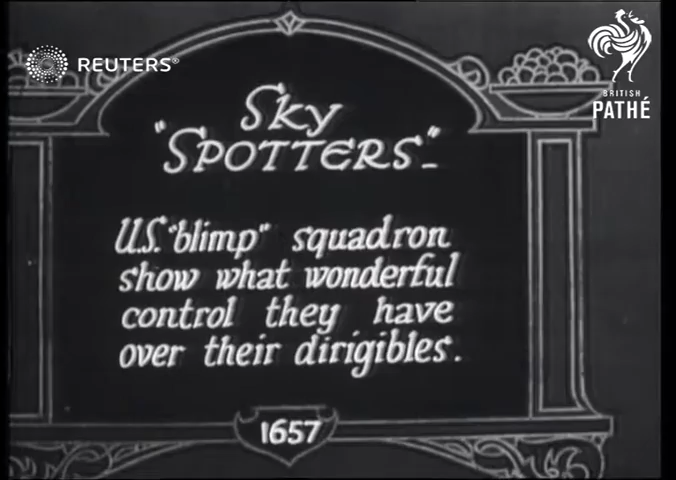 REUTERS®
BRITISH
PATHÉ
Sky
"SPOTTERS"_
U.S. "blimp" squadron
show what wonderful
control they have
over their dirigibles.
1657